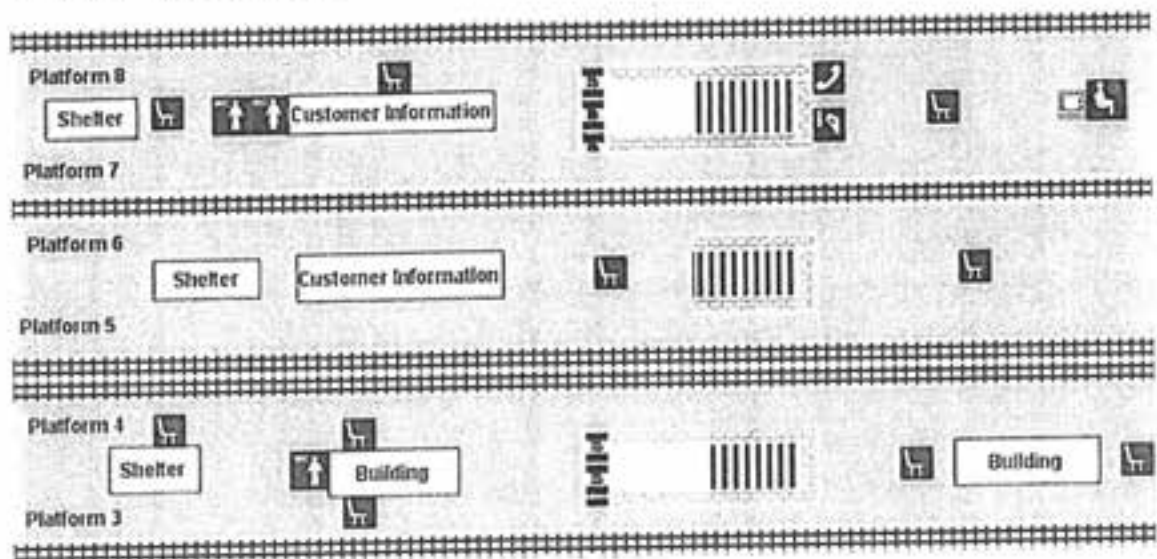 Platform 8
Shelter
Customer Information
Platform 7
Platform 6
Shelter
Customer Information
Platform 5
Platform 4
Shelter
Building
Building
Platform 3